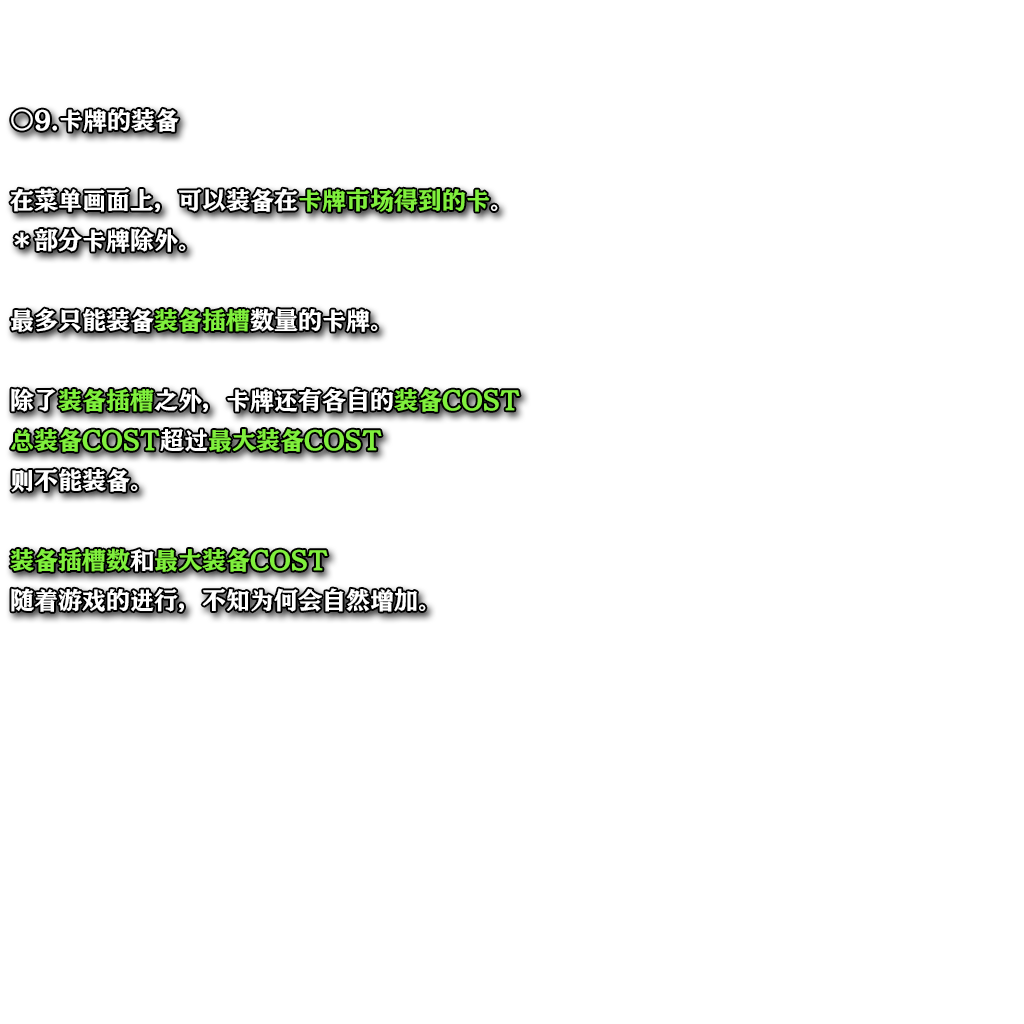 ◎9.卡牌的装备
在菜单画面上，可以装备在卡牌市场得到的卡。
＊部分卡牌除外。
最多只能装备装备插槽数量的卡牌。
除了装备插槽之外，卡牌还有各自的装备COST
总装备COST超过最大装备COST
则不能装备。
装备插槽数和最大装备COST
随着游戏的进行，不知为何会自然增加。